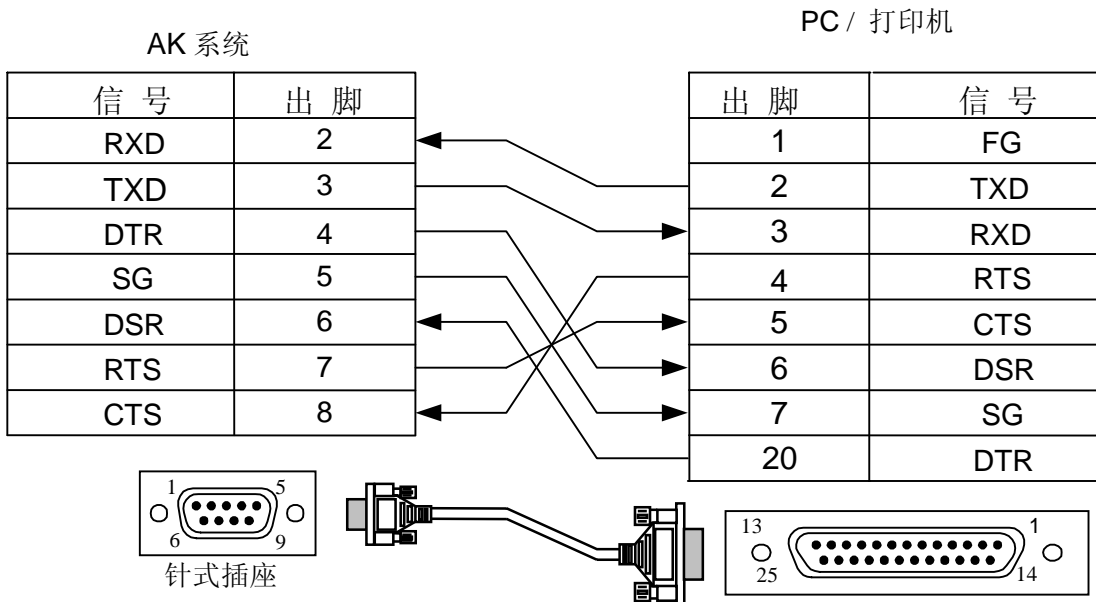 AK 系统
PC / 打印机
信 号 出 脚
RXD 2
TXD 3
DTR 4
SG 5
DSR 6
RTS 7
CTS 8
出 脚 信 号
1 FG
2 TXD
3 RXD
4 RTS
5 CTS
6 DSR
7 SG
20 DTR
1 5
6 9
针式插座
13 1
25 14